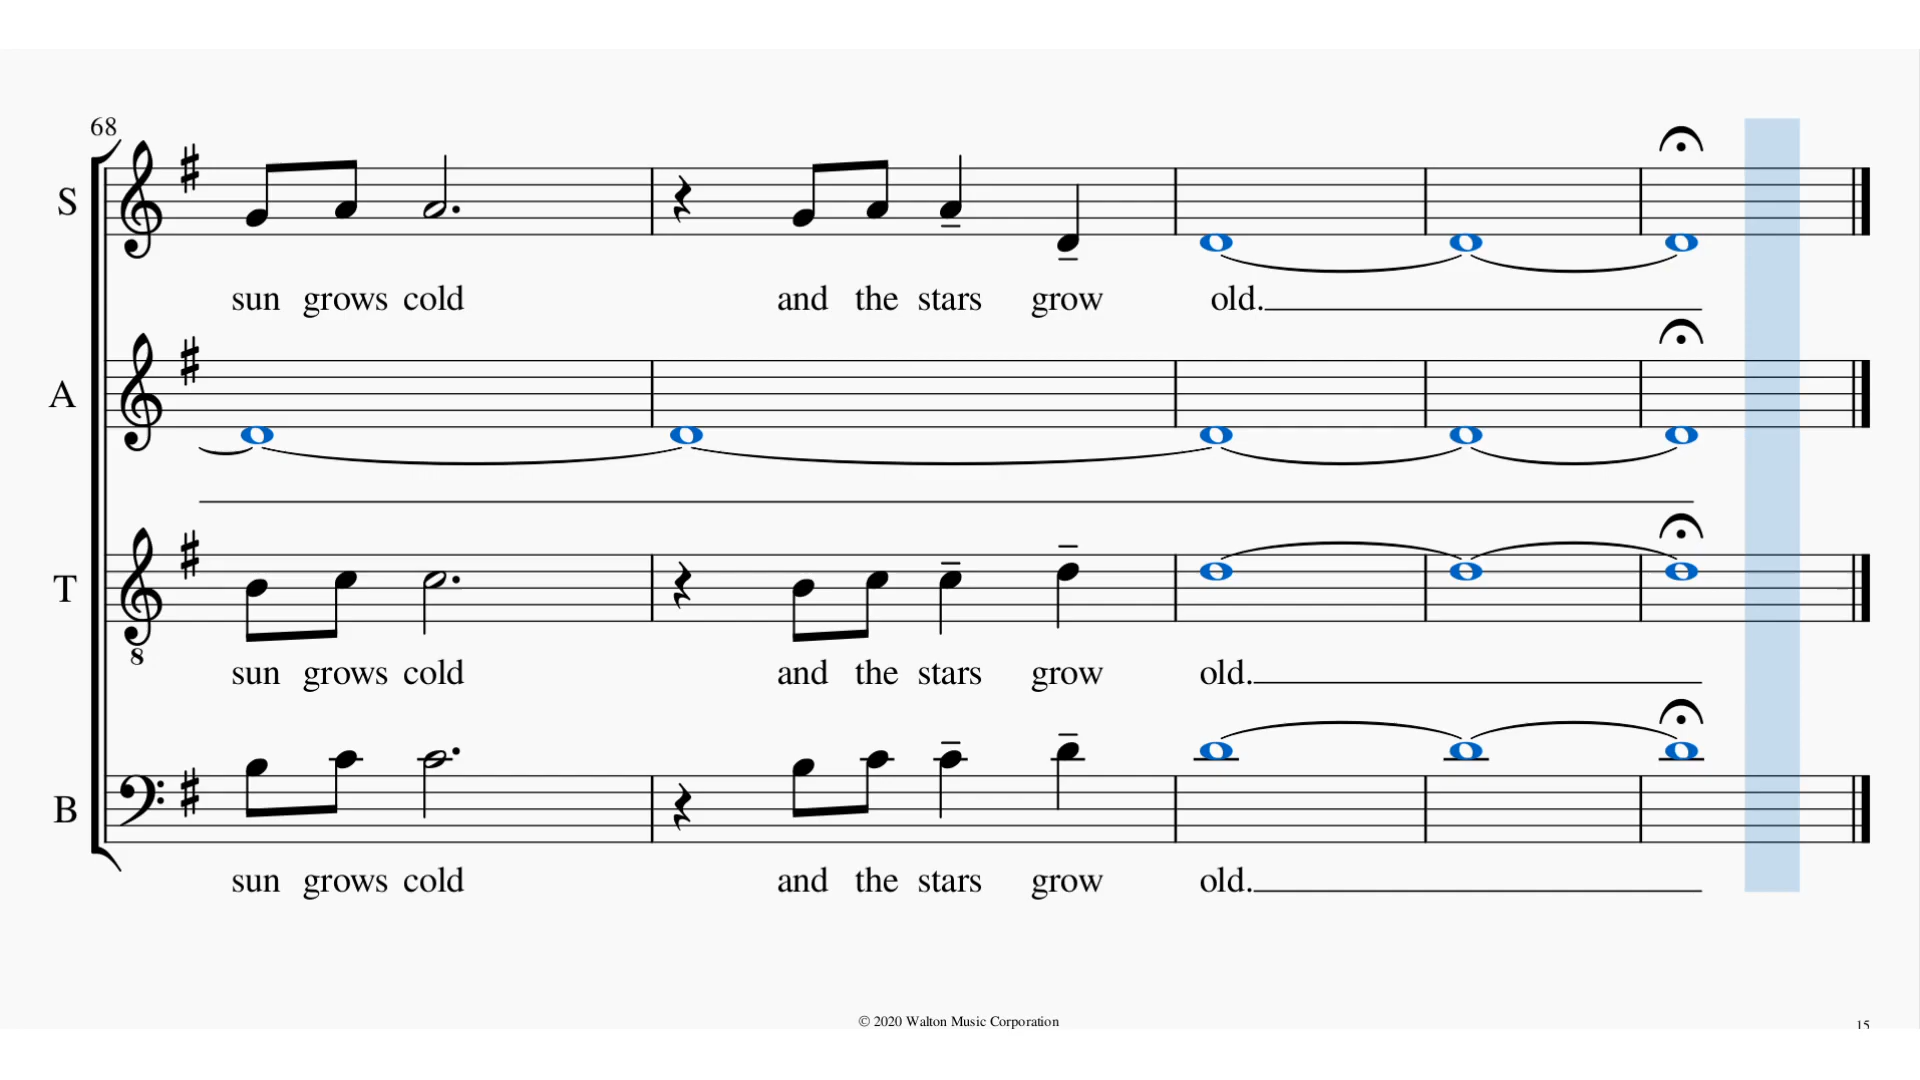 68
S
sun grows cold and the stars grow old.
A
T
8
sun grows cold and the stars grow old.
B
sun grows cold and the stars grow old.
© 2020 Walton Music Corporation
15